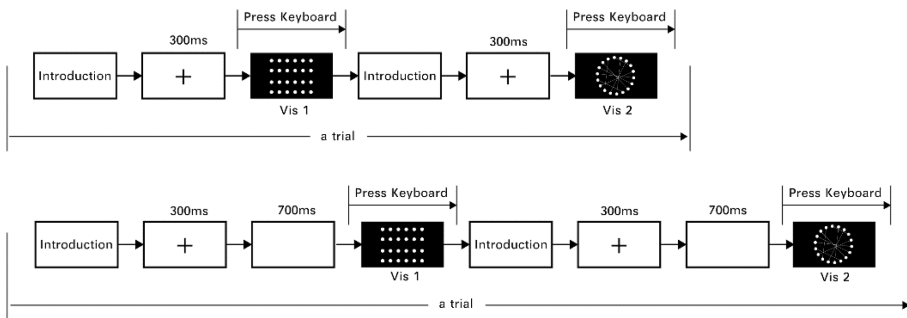 Press Keyboard
Press Keyboard
300ms
300ms
Introduction
Introduction
Vis 1
Vis 2
a trial
Press Keyboard
Press Keyboard
300ms
700ms
300ms
700ms
Introduction
Introduction
Vis 1
Vis 2
a trial